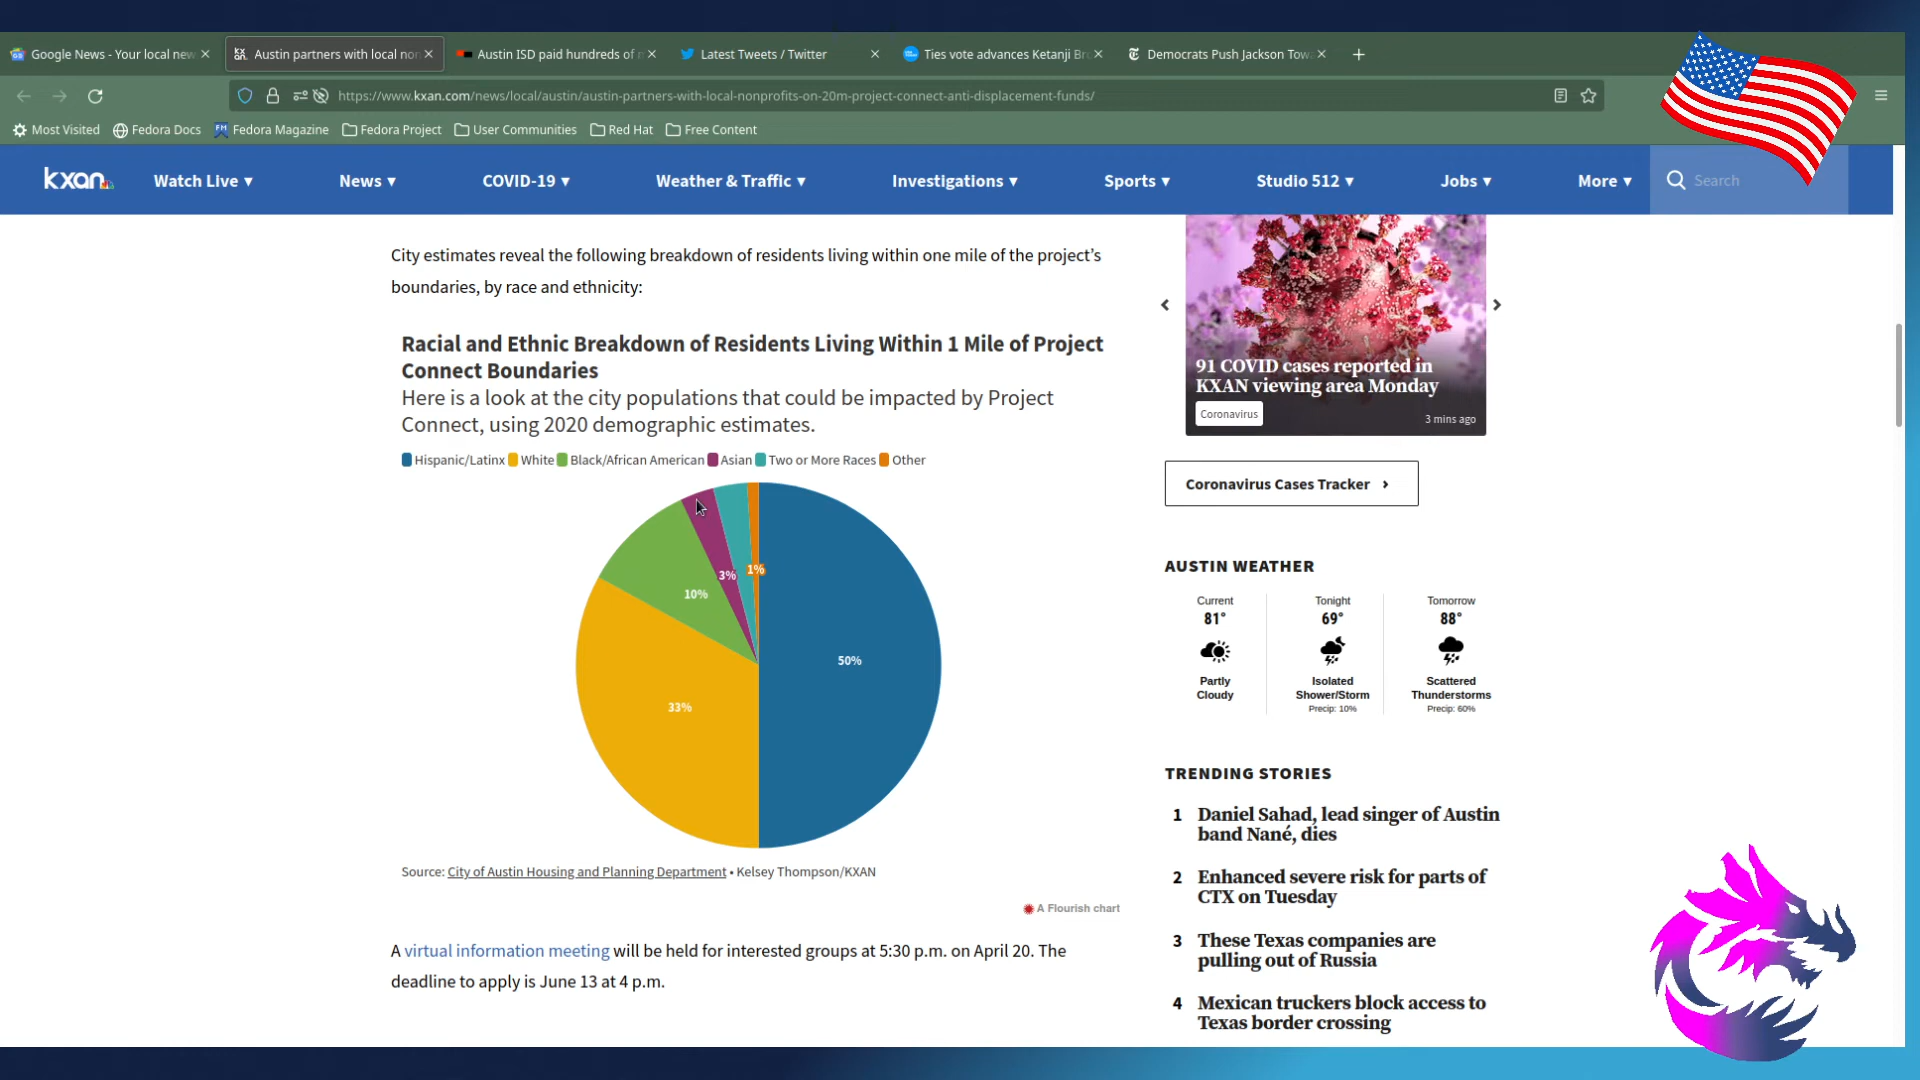 Google News - Your local new
Austin partners with local non
Austin ISD paid hundreds of m
Latest Tweets / Twitter
Ties vote advances Ketanji Bro
Democrats Push Jackson Towa
https://www.kxan.com/news/local/austin/austin-partners-with-local-nonprofits-on-20m-project-connect-anti-displacement-funds/
Most Visited
Fedora Docs
Fedora Magazine
Fedora Project
User Communities
Red Hat
Free Content
kxan
Watch Live ▾
News ▾
COVID-19 ▾
Weather & Traffic ▾
Investigations ▾
Sports ▾
Studio 512 ▾
Jobs ▾
More ▾
Search
City estimates reveal the following breakdown of residents living within one mile of the project's
boundaries, by race and ethnicity:
Racial and Ethnic Breakdown of Residents Living Within 1 Mile of Project
Connect Boundaries
Here is a look at the city populations that could be impacted by Project
Connect, using 2020 demographic estimates.
Hispanic/Latinx White Black/African American Asian Two or More Races Other
3%
1%
10%
50%
33%
Source: City of Austin Housing and Planning Department • Kelsey Thompson/KXAN
A Flourish chart
A virtual information meeting will be held for interested groups at 5:30 p.m. on April 20. The
deadline to apply is June 13 at 4 p.m.
91 COVID cases reported in
KXAN viewing area Monday
Coronavirus
3 mins ago
Coronavirus Cases Tracker ›
AUSTIN WEATHER
Current
81°
Partly
Cloudy
Tonight
69°
Isolated
Shower/Storm
Precip: 10%
Tomorrow
88°
Scattered
Thunderstorms
Precip: 60%
TRENDING STORIES
1 Daniel Sahad, lead singer of Austin
band Nané, dies
2 Enhanced severe risk for parts of
CTX on Tuesday
3 These Texas companies are
pulling out of Russia
4 Mexican truckers block access to
Texas border crossing